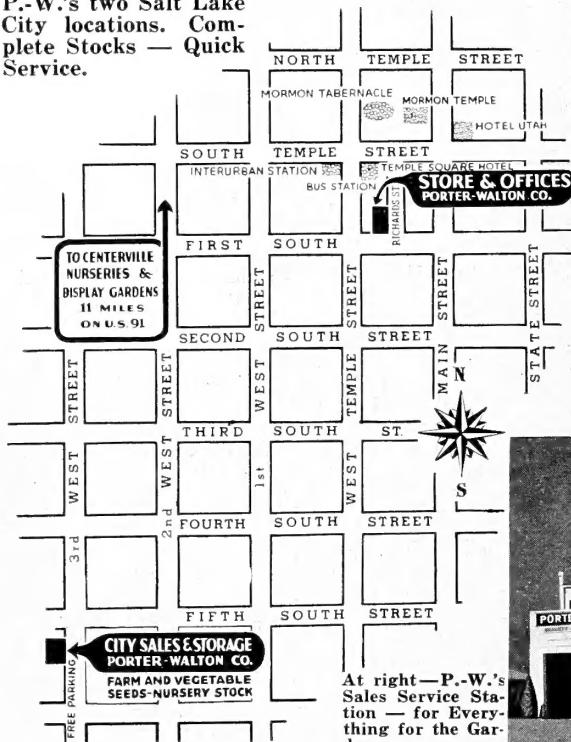 P.-W.'s two Salt Lake
City locations. Com-
plete Stocks — Quick
Service.
NORTH TEMPLE STREET
MORMON TABERNACLE
MORMON TEMPLE
HOTEL UTAH
SOUTH TEMPLE STREET
INTERURBAN STATION
TEMPLE SQUARE HOTEL
BUS STATION
STORE & OFFICES
PORTER-WALTON CO.
RICHARDS ST
FIRST SOUTH
TO CENTERVILLE
NURSERIES &
DISPLAY GARDENS
11 MILES
ON U.S. 91
SECOND SOUTH STREET
3rd WEST STREET
2nd WEST STREET
1st WEST STREET
WEST TEMPLE STREET
MAIN STREET
STATE STREET
N
S
THIRD SOUTH ST.
FOURTH SOUTH STREET
FIFTH SOUTH STREET
CITY SALES & STORAGE
PORTER-WALTON CO.
FARM AND VEGETABLE
SEEDS-NURSERY STOCK
FREE PARKING
At right — P.-W.'s
Sales Service Sta-
tion — for Every-
thing for the Gar-
PORTE